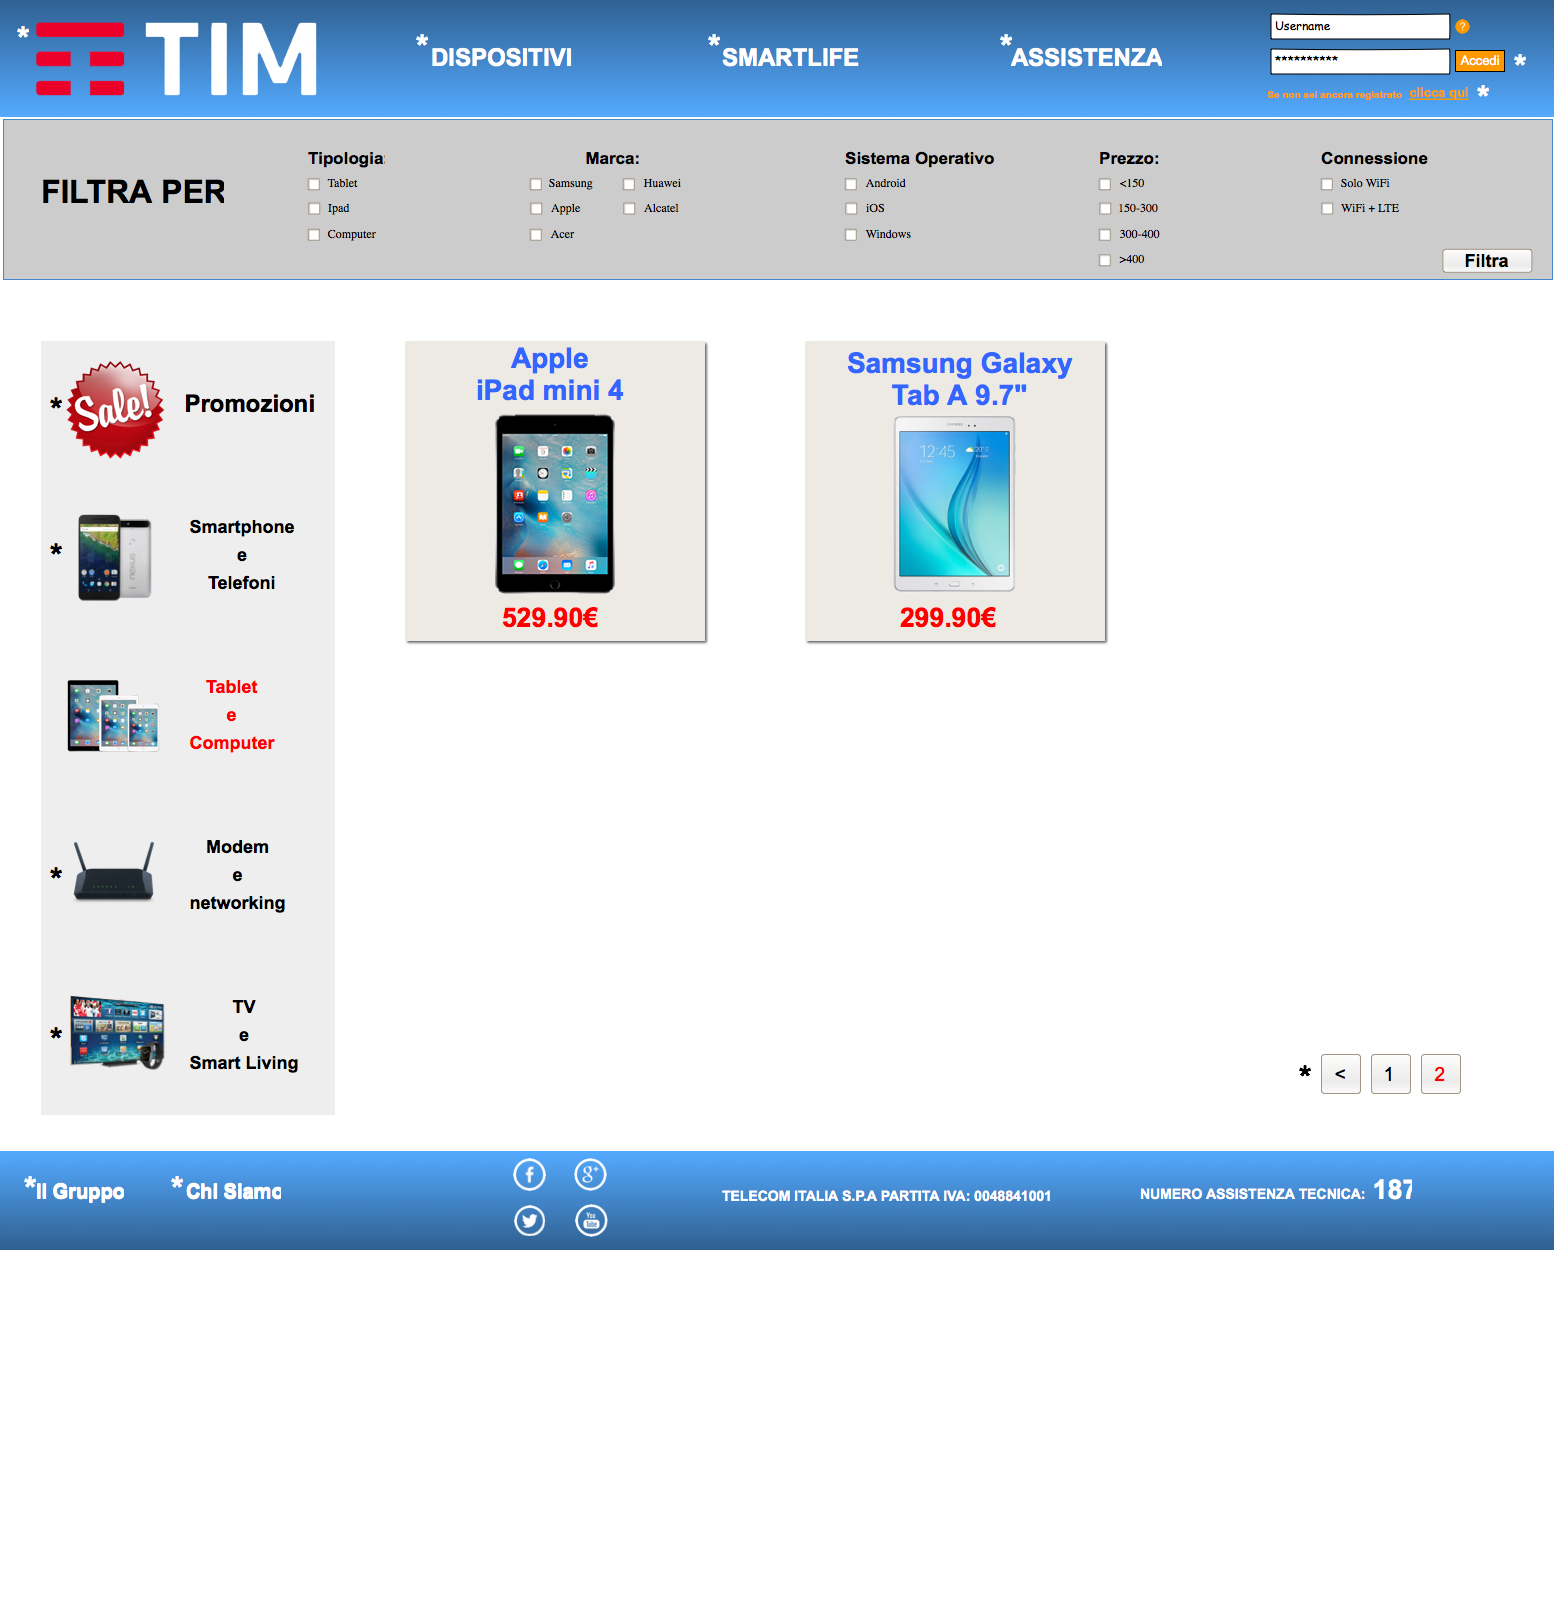 * TIM
*DISPOSITIVI
*SMARTLIFE
*ASSISTENZA
Username ?
********** Accedi *
Se non sei ancora registrato clicca qui *
FILTRA PER
Tipologia:
Tablet
Ipad
Computer
Marca:
Samsung Huawei
Apple Alcatel
Acer
Sistema Operativo
Android
iOS
Windows
Prezzo:
<150
150-300
300-400
>400
Connessione
Solo WiFi
WiFi + LTE
Filtra
* Sale! Promozioni
* Smartphone
e
Telefoni
Tablet
e
Computer
* Modem
e
networking
* TV
e
Smart Living
Apple
iPad mini 4
529.90€
Samsung Galaxy
Tab A 9.7"
SAMSUNG
12:45
299.90€
* < 1 2
*Il Gruppo
*Chi Siamo
f g+
You
Tube
TELECOM ITALIA S.P.A PARTITA IVA: 0048841001
NUMERO ASSISTENZA TECNICA: 187